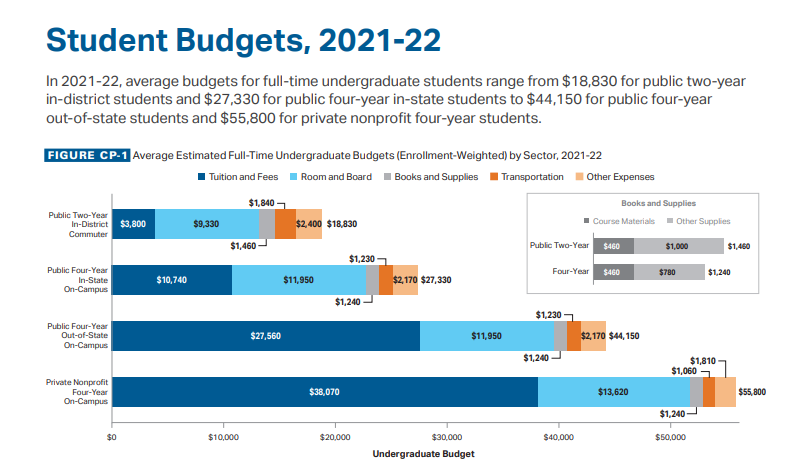 Student Budgets, 2021-22
In 2021-22, average budgets for full-time undergraduate students range from $18,830 for public two-year
in-district students and $27,330 for public four-year in-state students to $44,150 for public four-year
out-of-state students and $55,800 for private nonprofit four-year students.
FIGURE CP-1 Average Estimated Full-Time Undergraduate Budgets (Enrollment-Weighted) by Sector, 2021-22
Tuition and Fees Room and Board Books and Supplies Transportation Other Expenses
Public Two-Year
In-District
Commuter
$3,800 $9,330 $1,460 $1,840 $2,400 $18,830
Public Four-Year
In-State
On-Campus
$10,740 $11,950 $1,240 $1,230 $2,170 $27,330
Public Four-Year
Out-of-State
On-Campus
$27,560 $11,950 $1,240 $1,230 $2,170 $44,150
Private Nonprofit
Four-Year
On-Campus
$38,070 $13,620 $1,240 $1,060 $1,810 $55,800
$0 $10,000 $20,000 $30,000 $40,000 $50,000
Undergraduate Budget
Books and Supplies
Course Materials Other Supplies
Public Two-Year $460 $1,000 $1,460
Four-Year $460 $780 $1,240